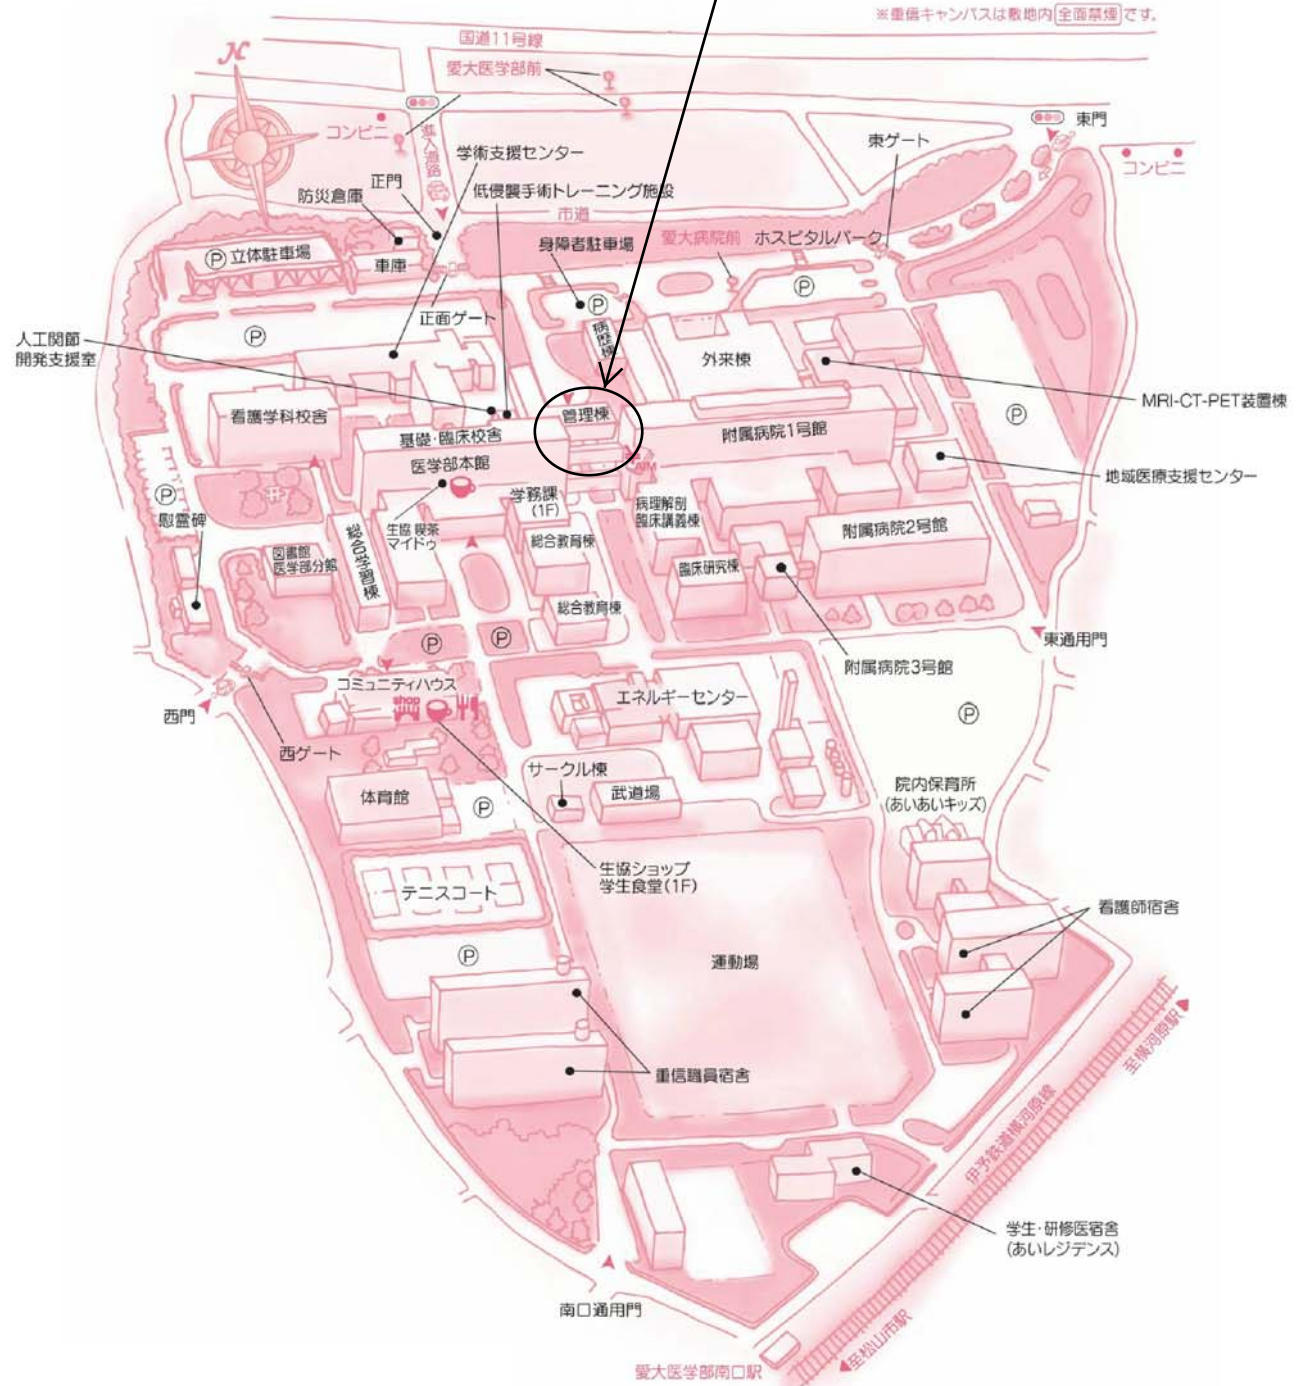 ※重信キャンパスは敷地内全面禁煙です。
国道11号線
愛大医学部前
N
コンビニ
進入道路
東門
東ゲート
コンビニ
学術支援センター
正門
防災倉庫
低侵襲手術トレーニング施設
市道
身障者駐車場
愛大病院前
ホスピタルパーク
P立体駐車場
車庫
正面ゲート
P
P
P
病歴棟
人工関節
開発支援室
外来棟
MRI-CT-PET装置棟
P
看護学科校舎
管理棟
基礎・臨床校舎
附属病院1号館
医学部本館
AIM
地域医療支援センター
P
慰霊碑
学務課
(1F)
病理解剖
臨床講義棟
生協 喫茶
マイドゥ
附属病院2号館
総合学習棟
総合教育棟
図書館
医学部分館
臨床研究棟
総合教育棟
P
P
東通用門
附属病院3号館
コミュニティハウス
shop
エネルギーセンター
西門
P
西ゲート
サークル棟
院内保育所
(あいあいキッズ)
体育館
P
武道場
生協ショップ
学生食堂(1F)
テニスコート
看護師宿舎
P
運動場
至横河原駅
重信職員宿舎
伊予鉄道横河原線
学生・研修医宿舎
(あいレジデンス)
南口通用門
至松山市駅
愛大医学部南口駅